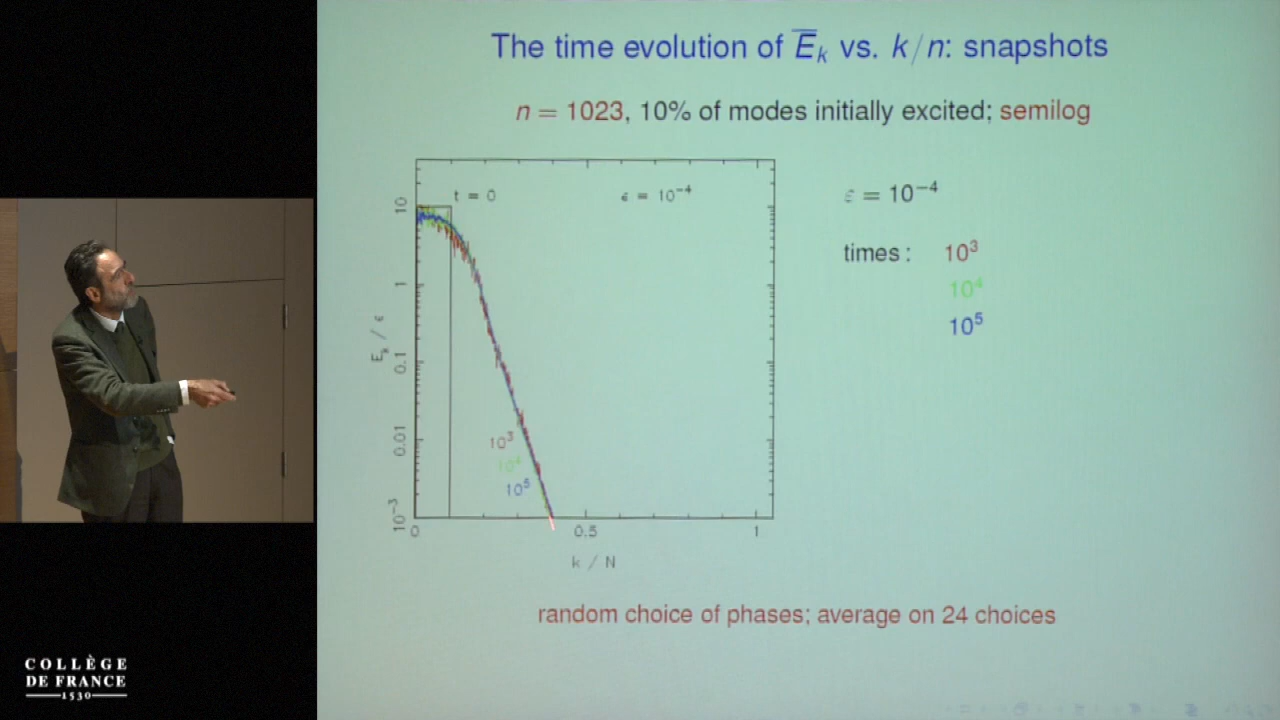 The time evolution of E̅ₖ vs. k/n: snapshots
n = 1023, 10% of modes initially excited; semilog
t = 0
ϵ = 10⁻⁴
ε = 10⁻⁴
times : 10³
10⁴
10⁵
10
1
0.1
0.01
10⁻³
Eₖ / ϵ
10³
10⁴
10⁵
0
0.5
1
k / N
random choice of phases; average on 24 choices
COLLÈGE
DE FRANCE
1530